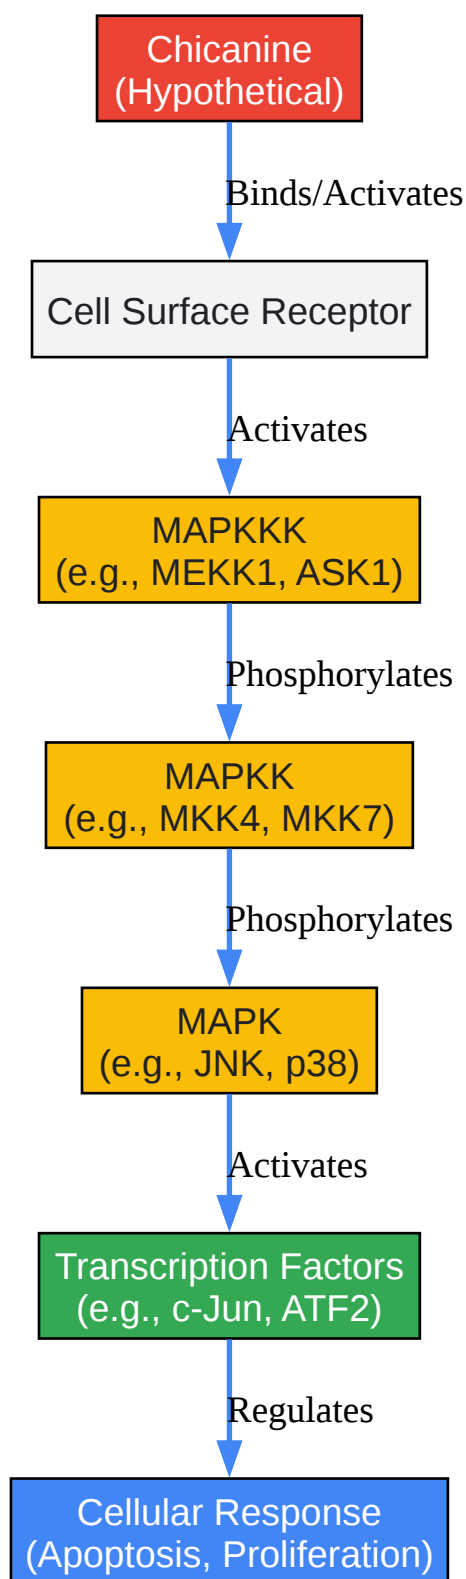 Chicanine
(Hypothetical)
Binds/Activates
Cell Surface Receptor
Activates
MAPKKK
(e.g., MEKK1, ASK1)
Phosphorylates
MAPKK
(e.g., MKK4, MKK7)
Phosphorylates
MAPK
(e.g., JNK, p38)
Activates
Transcription Factors
(e.g., c-Jun, ATF2)
Regulates
Cellular Response
(Apoptosis, Proliferation)